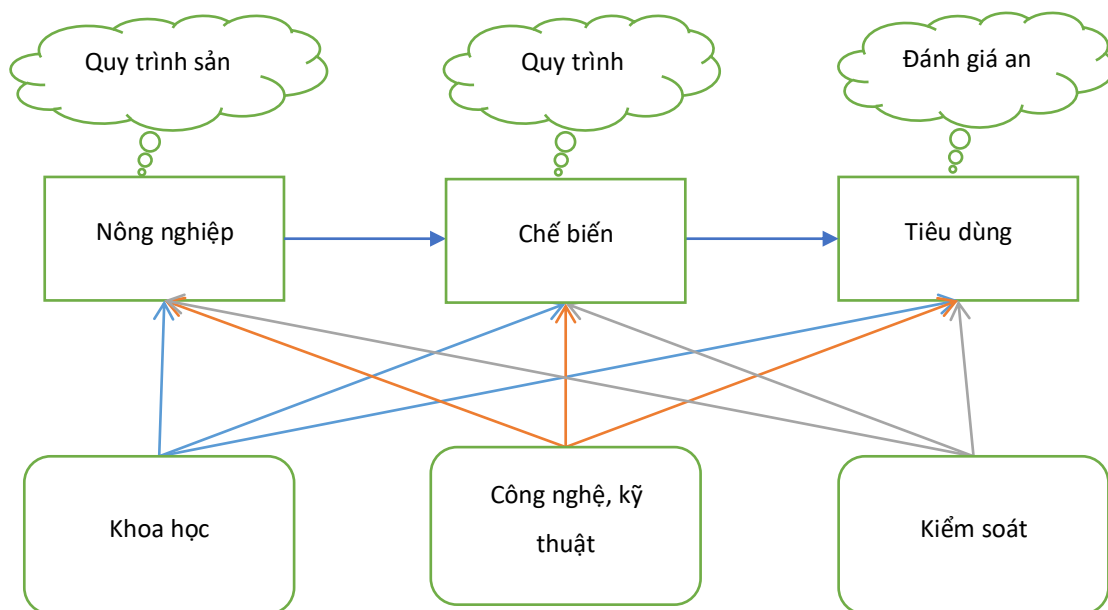 Quy trình sản
Quy trình
Đánh giá an
Nông nghiệp
Chế biến
Tiêu dùng
Khoa học
Công nghệ, kỹ
thuật
Kiểm soát